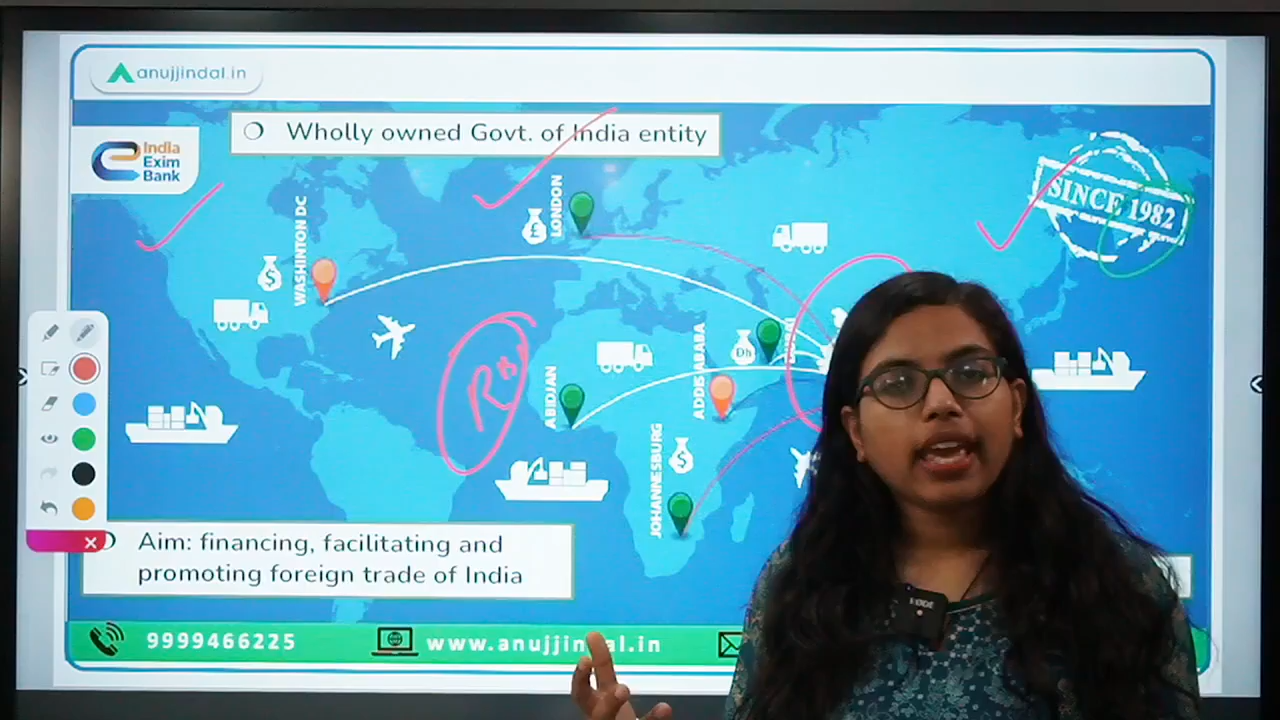 anujjindal.in
Wholly owned Govt. of India entity
India
Exim
Bank
SINCE 1982
WASHINTON DC
$
£
LONDON
ABIDJAN
ADDIS ABABA
Dh
JOHANNESBURG
$
Aim: financing, facilitating and
promoting foreign trade of India
9999466225
www.anujjindal.in